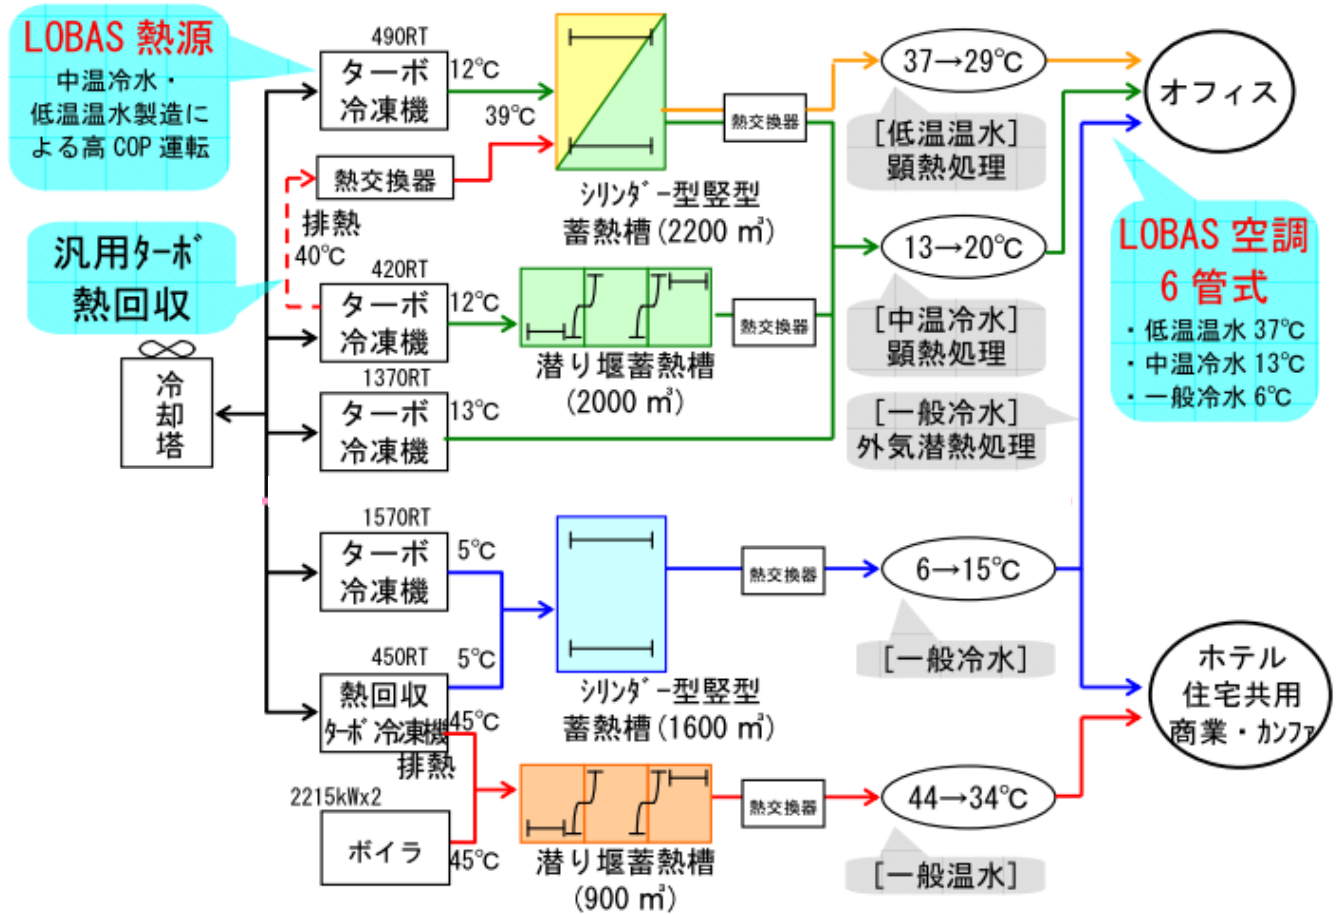 LOBAS 熱源
中温冷水・
低温温水製造に
よる高 COP 運転
490RT
ターボ
冷凍機
12℃
39℃
熱交換器
排熱
40℃
汎用ﾀｰﾎﾞ
熱回収
シリンダｰ型竪型
蓄熱槽(2200 ㎥)
熱交換器
37→29℃
[低温温水]
顕熱処理
オフィス
420RT
ターボ
冷凍機
12℃
潜り堰蓄熱槽
(2000 ㎥)
熱交換器
13→20℃
[中温冷水]
顕熱処理
LOBAS 空調
6 管式
・低温温水 37℃
・中温冷水 13℃
・一般冷水 6℃
冷
却
塔
1370RT
ターボ
冷凍機
13℃
[一般冷水]
外気潜熱処理
1570RT
ターボ
冷凍機
5℃
シリンダｰ型竪型
蓄熱槽(1600 ㎥)
熱交換器
6→15℃
[一般冷水]
450RT
熱回収
ﾀｰﾎﾞ冷凍機
5℃
45℃
排熱
2215kWx2
ボイラ
45℃
潜り堰蓄熱槽
(900 ㎥)
熱交換器
44→34℃
[一般温水]
ホテル
住宅共用
商業・ｶﾝﾌｧ